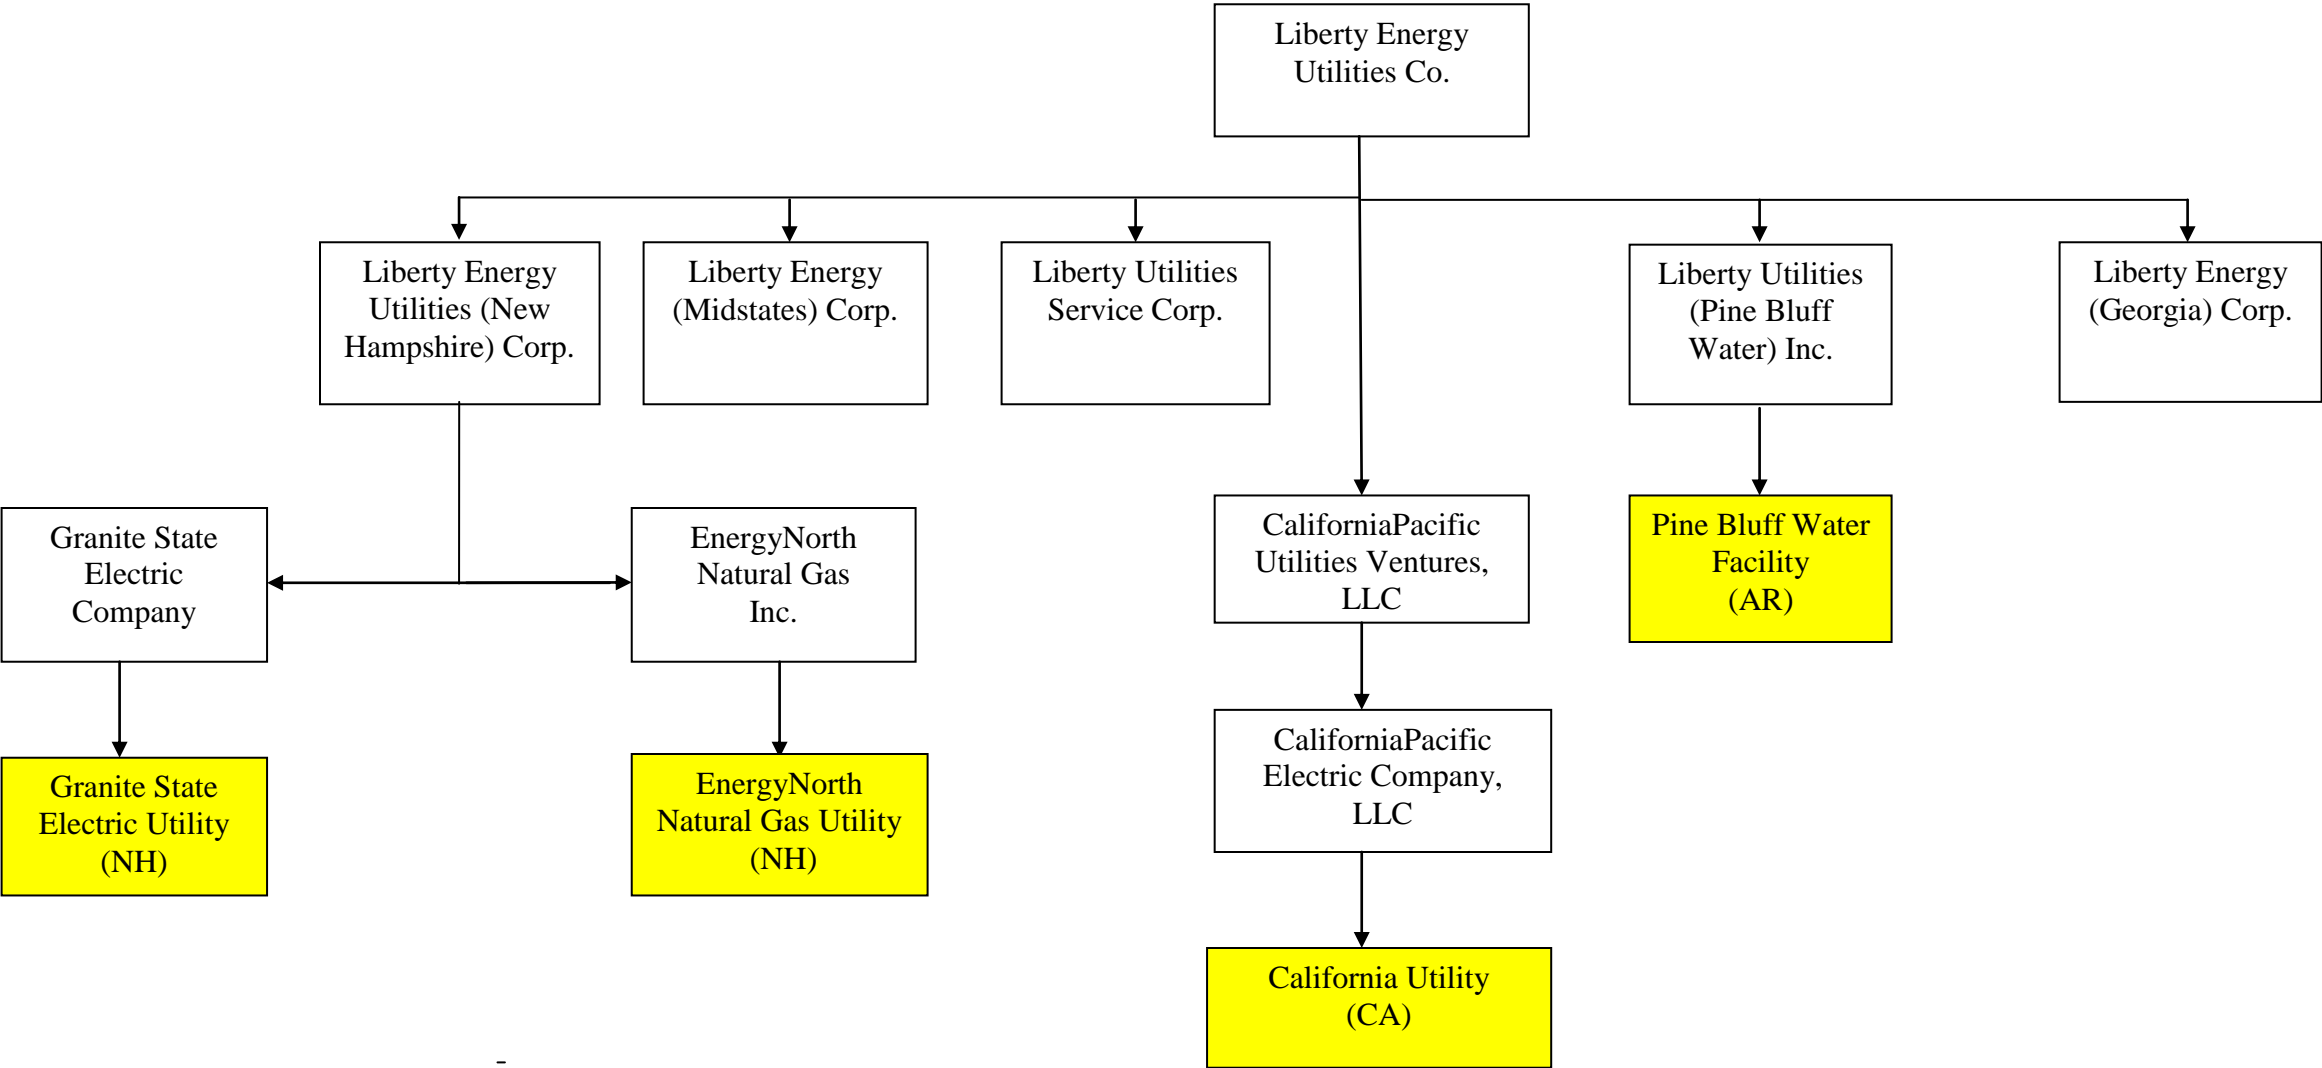 Liberty Energy
Utilities Co.
Liberty Energy
Utilities (New
Hampshire) Corp.
Liberty Energy
(Midstates) Corp.
Liberty Utilities
Service Corp.
Liberty Utilities
(Pine Bluff
Water) Inc.
Liberty Energy
(Georgia) Corp.
Granite State
Electric
Company
EnergyNorth
Natural Gas
Inc.
CaliforniaPacific
Utilities Ventures,
LLC
Pine Bluff Water
Facility
(AR)
CaliforniaPacific
Electric Company,
LLC
Granite State
Electric Utility
(NH)
EnergyNorth
Natural Gas Utility
(NH)
California Utility
(CA)
-